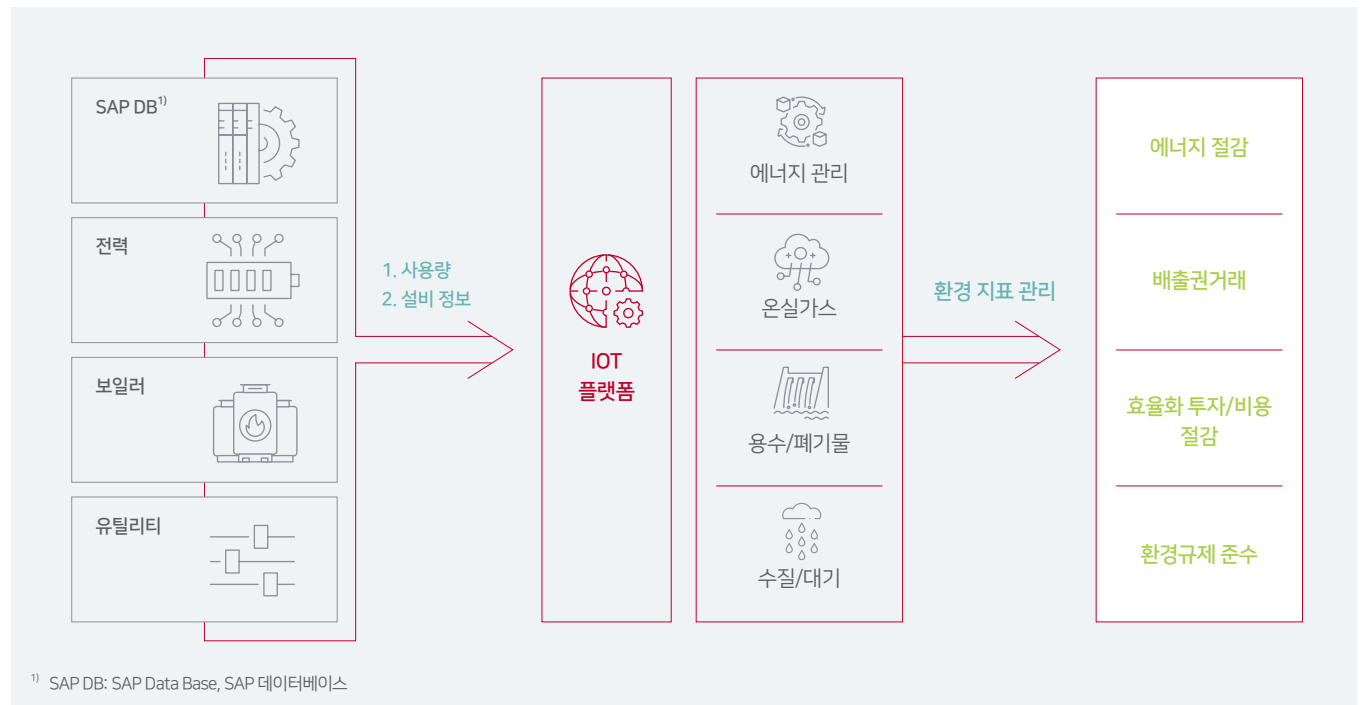 SAP DB1)
전력
보일러
유틸리티
1. 사용량
2. 설비 정보
IOT
플랫폼
에너지 관리
온실가스
용수/폐기물
수질/대기
환경 지표 관리
에너지 절감
배출권거래
효율화 투자/비용
절감
환경규제 준수
1) SAP DB: SAP Data Base, SAP 데이터베이스